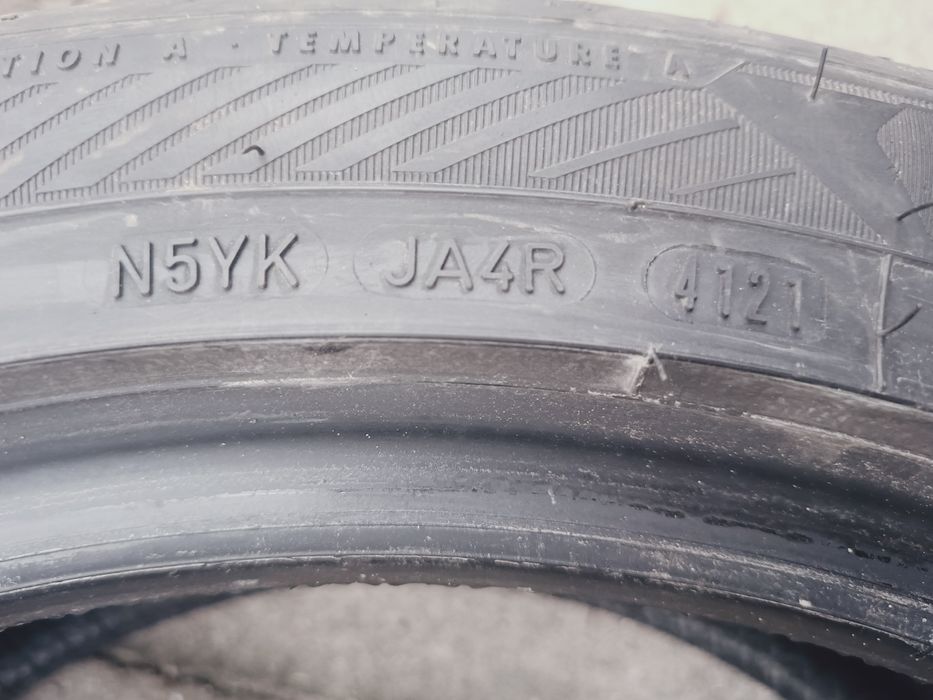 TION A · TEMPERATURE A
N5YK JA4R 4121